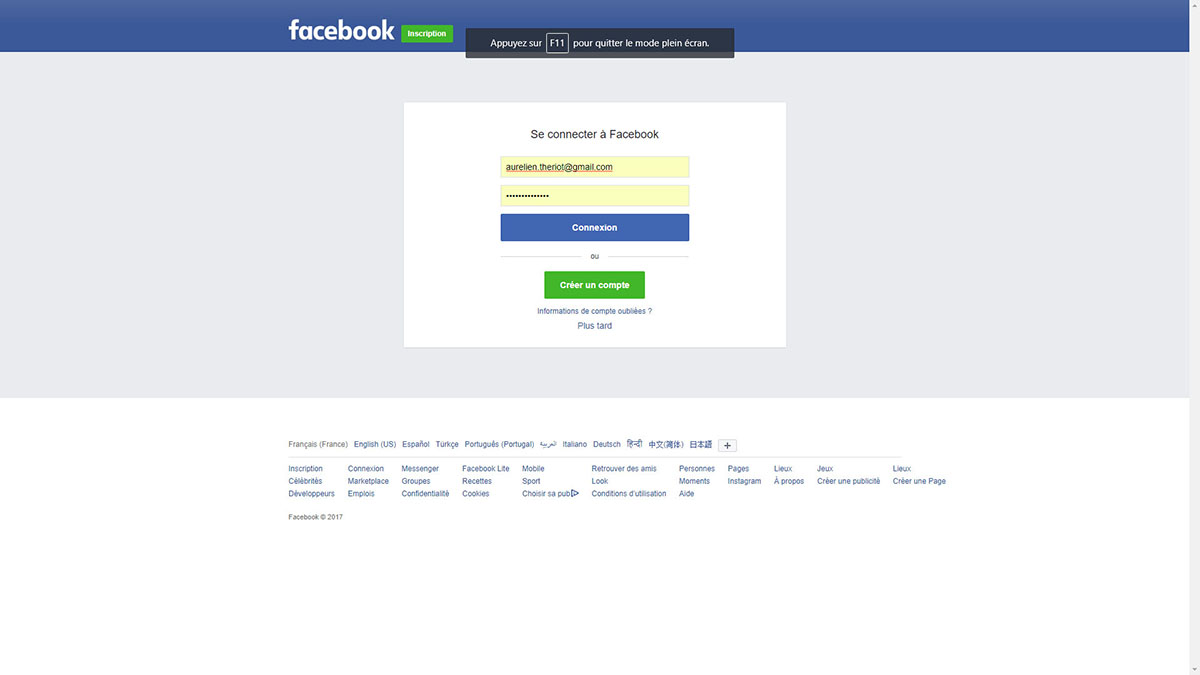 facebook Inscription
Appuyez sur F11 pour quitter le mode plein écran.
Se connecter à Facebook
aurelien.theriot@gmail.com
••••••••••••••
Connexion
ou
Créer un compte
Informations de compte oubliées ?
Plus tard
Français (France) English (US) Español Türkçe Português (Portugal) العربية Italiano Deutsch हिन्दी 中文(简体) 日本語 +
Inscription Connexion Messenger Facebook Lite Mobile Retrouver des amis Personnes Pages Lieux Jeux Lieux
Célébrités Marketplace Groupes Recettes Sport Look Moments Instagram À propos Créer une publicité Créer une Page
Développeurs Emplois Confidentialité Cookies Choisir sa pub Conditions d'utilisation Aide
Facebook © 2017